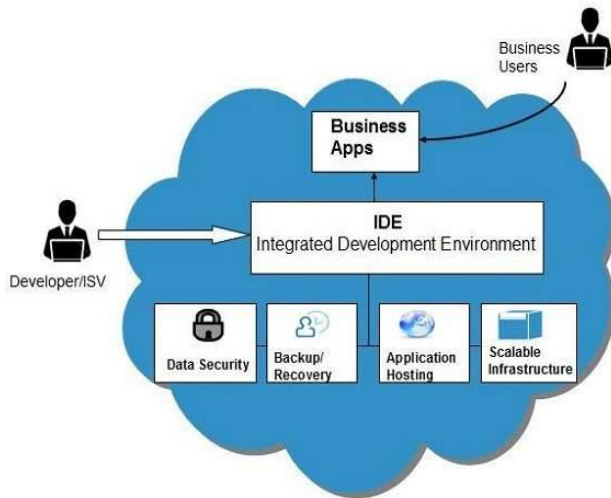 Business
Users
Business
Apps
IDE
Integrated Development Environment
Developer/ISV
Data Security
Backup/
Recovery
Application
Hosting
Scalable
Infrastructure